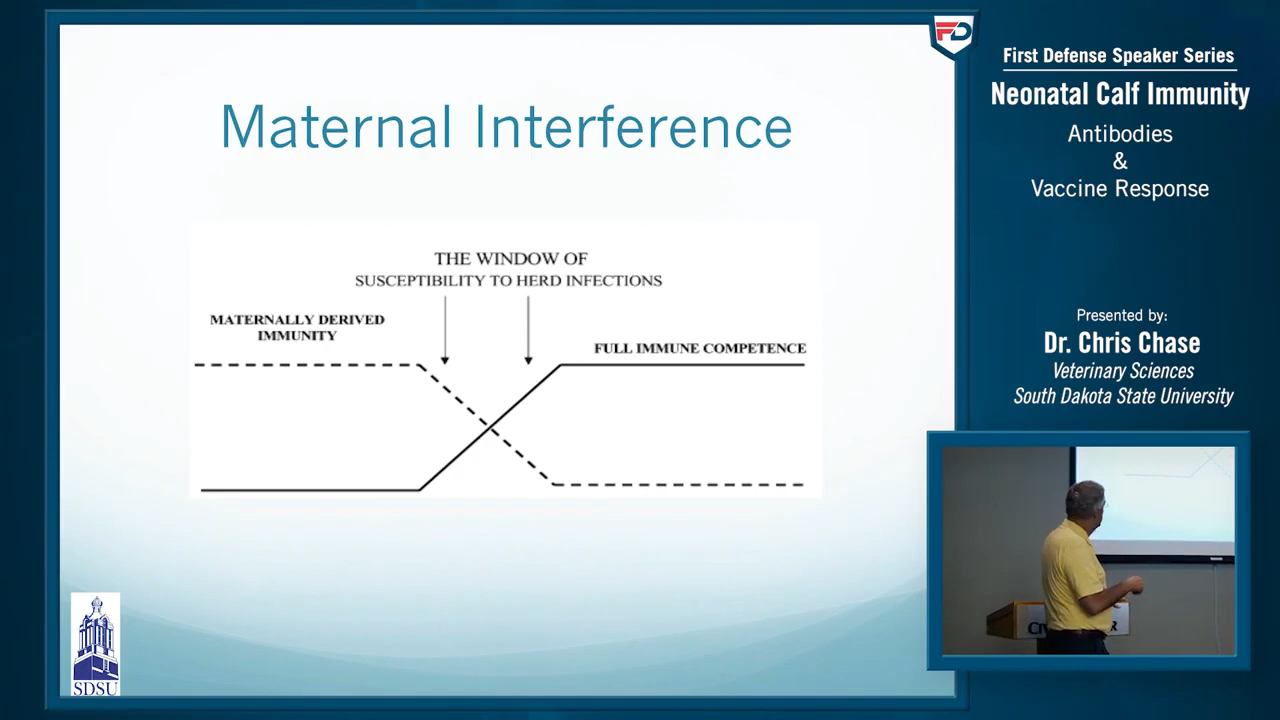 Maternal Interference
THE WINDOW OF
SUSCEPTIBILITY TO HERD INFECTIONS
MATERNALLY DERIVED
IMMUNITY
FULL IMMUNE COMPETENCE
SDSU
FD
First Defense Speaker Series
Neonatal Calf Immunity
Antibodies
&
Vaccine Response
Presented by:
Dr. Chris Chase
Veterinary Sciences
South Dakota State University